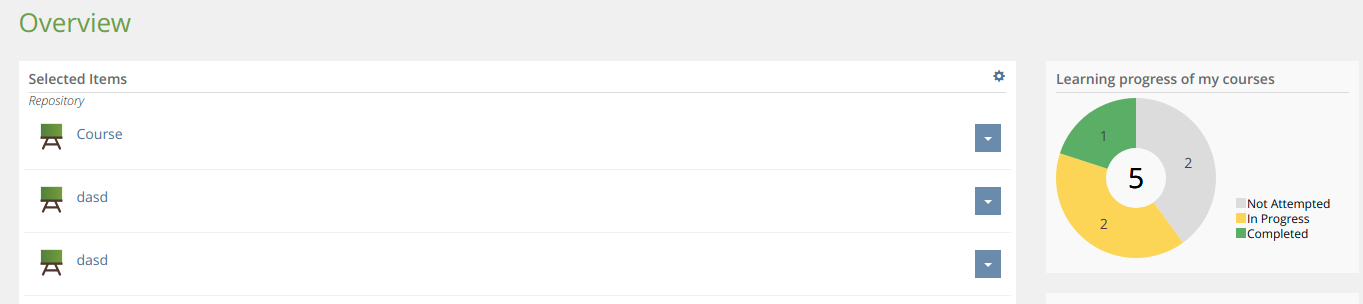 Overview
Selected Items
Repository
Course
dasd
dasd
Learning progress of my courses
1
2
5
2
Not Attempted
In Progress
Completed